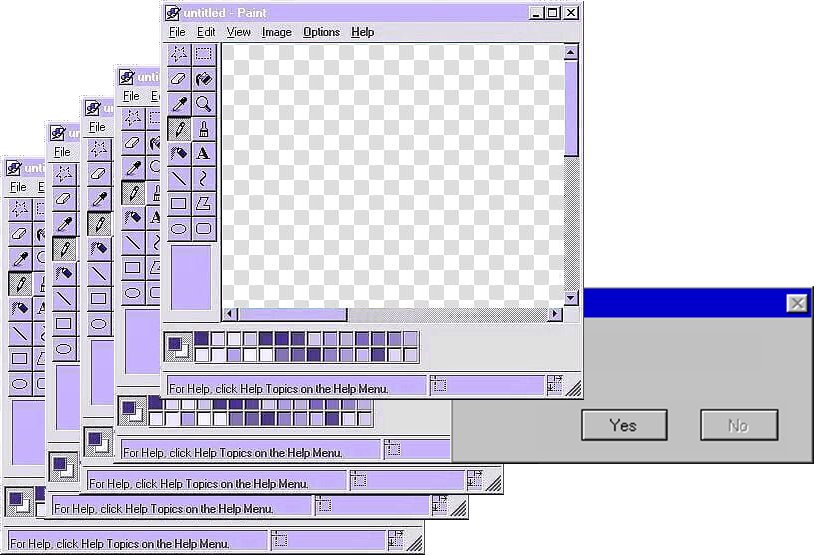 untitled - Paint
File Edit View Image Options Help
A
For Help, click Help Topics on the Help Menu.
unti
File E
A
For Help, click Help Topics on the Help Menu.
un
File
For Help, click Help Topics on the Help Menu.
un
File
For Help, click Help Topics on the Help Menu.
unti
File E
For Help, click Help Topics on the Help Menu.
Yes No